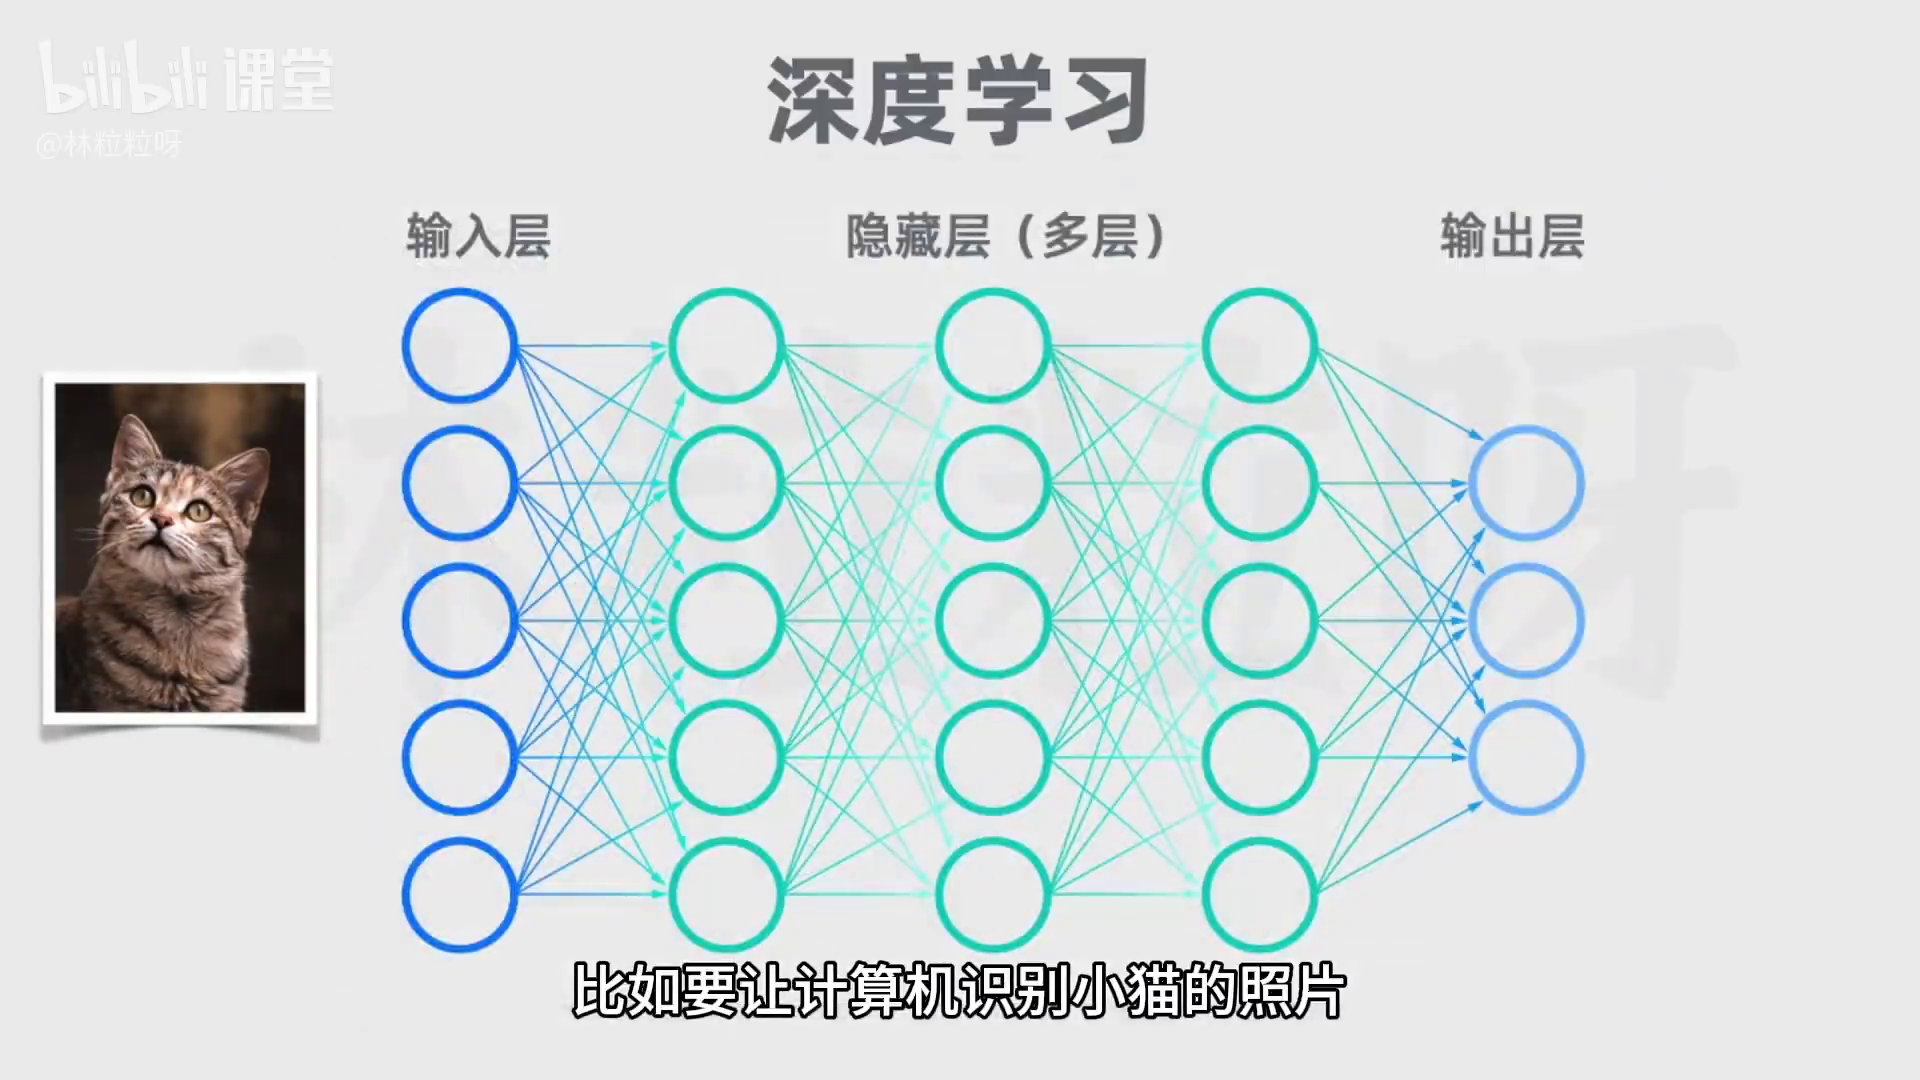 bilibili 课堂
@林粒粒呀
深度学习
输入层
隐藏层（多层）
输出层
比如要让计算机识别小猫的照片